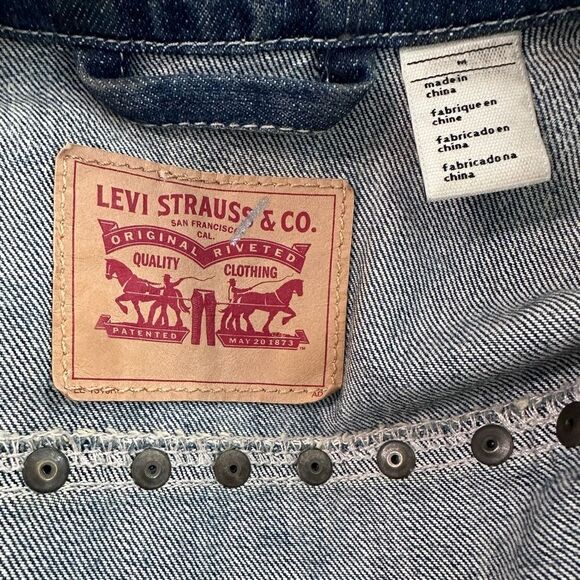 M
made in
china
fabrique en
chine
fabricado en
china
fabricado na
china
LEVI STRAUSS & CO.
SAN FRANCISCO
CAL.
ORIGINAL RIVETED
QUALITY CLOTHING
PATENTED MAY 20 1873